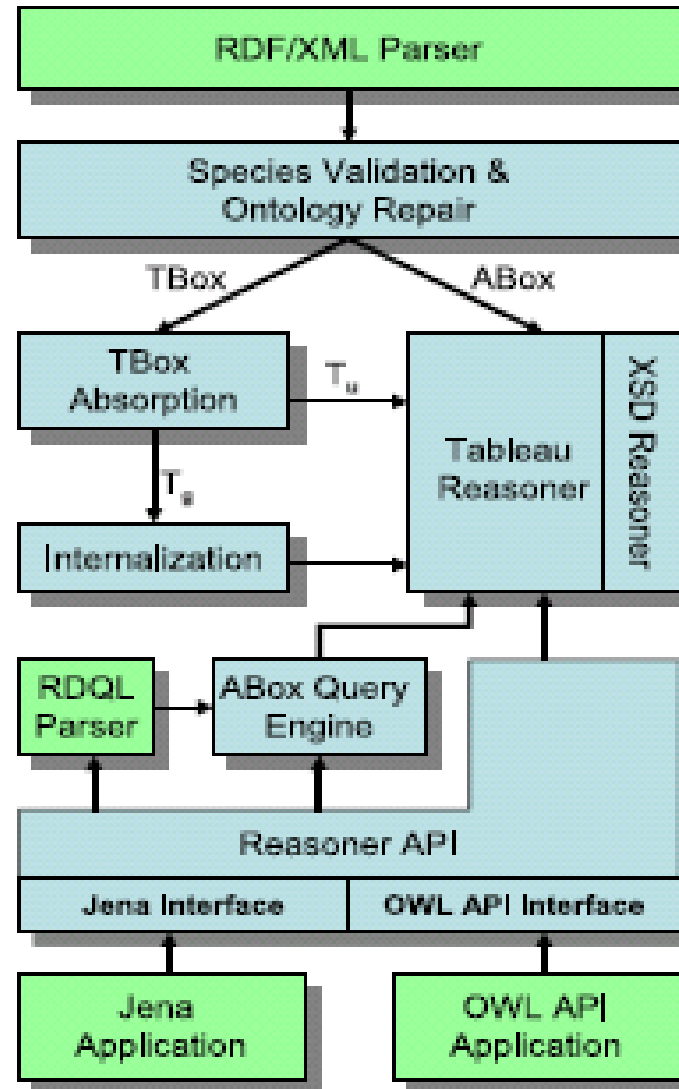 RDF/XML Parser
Species Validation &
Ontology Repair
TBox
ABox
TBox
Absorption
Tu
Tableau
Reasoner
XSD Reasoner
Tg
Internalization
RDQL
Parser
ABox Query
Engine
Reasoner API
Jena Interface
OWL API Interface
Jena
Application
OWL API
Application